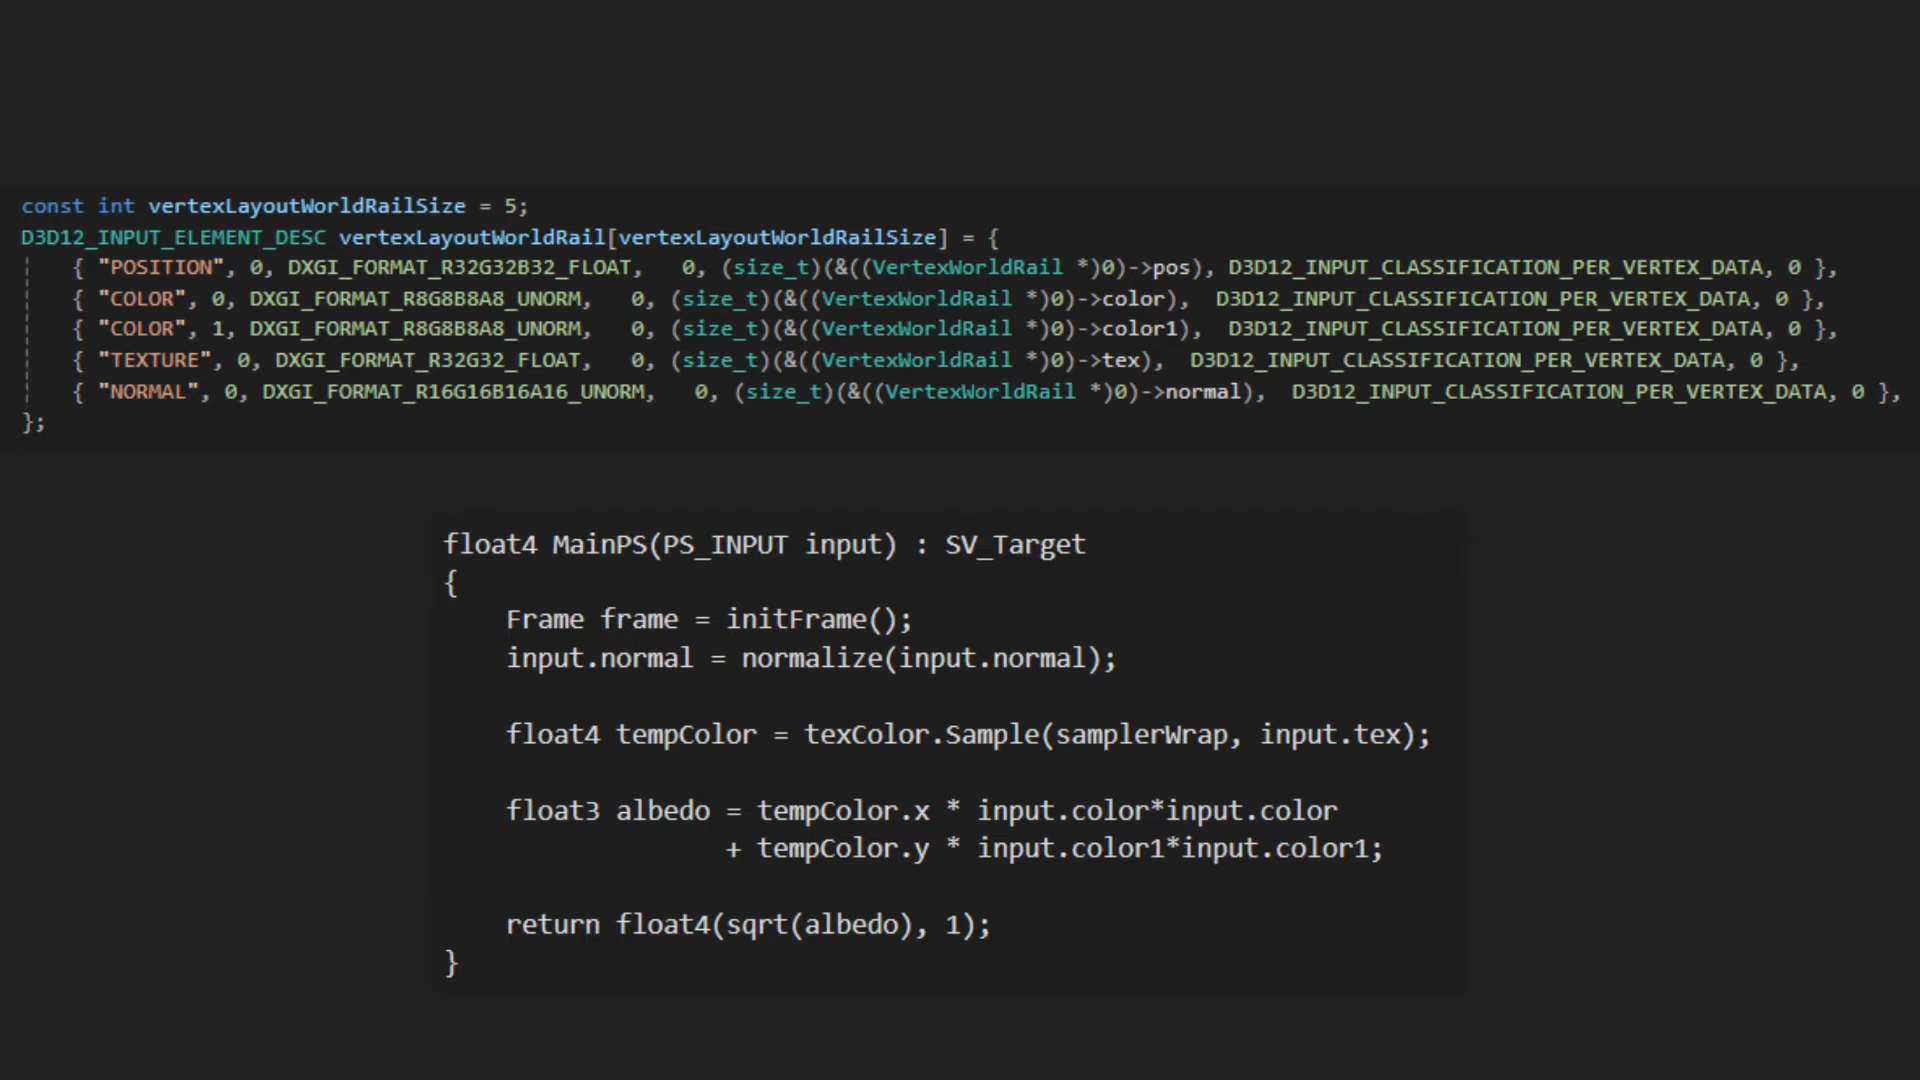 const int vertexLayoutWorldRailSize = 5;
D3D12_INPUT_ELEMENT_DESC vertexLayoutWorldRail[vertexLayoutWorldRailSize] = {
{ "POSITION", 0, DXGI_FORMAT_R32G32B32_FLOAT, 0, (size_t)(&((VertexWorldRail *)0)->pos), D3D12_INPUT_CLASSIFICATION_PER_VERTEX_DATA, 0 },
{ "COLOR", 0, DXGI_FORMAT_R8G8B8A8_UNORM, 0, (size_t)(&((VertexWorldRail *)0)->color), D3D12_INPUT_CLASSIFICATION_PER_VERTEX_DATA, 0 },
{ "COLOR", 1, DXGI_FORMAT_R8G8B8A8_UNORM, 0, (size_t)(&((VertexWorldRail *)0)->color1), D3D12_INPUT_CLASSIFICATION_PER_VERTEX_DATA, 0 },
{ "TEXTURE", 0, DXGI_FORMAT_R32G32_FLOAT, 0, (size_t)(&((VertexWorldRail *)0)->tex), D3D12_INPUT_CLASSIFICATION_PER_VERTEX_DATA, 0 },
{ "NORMAL", 0, DXGI_FORMAT_R16G16B16A16_UNORM, 0, (size_t)(&((VertexWorldRail *)0)->normal), D3D12_INPUT_CLASSIFICATION_PER_VERTEX_DATA, 0 },
};
float4 MainPS(PS_INPUT input) : SV_Target
{
Frame frame = initFrame();
input.normal = normalize(input.normal);
float4 tempColor = texColor.Sample(samplerWrap, input.tex);
float3 albedo = tempColor.x * input.color*input.color
+ tempColor.y * input.color1*input.color1;
return float4(sqrt(albedo), 1);
}